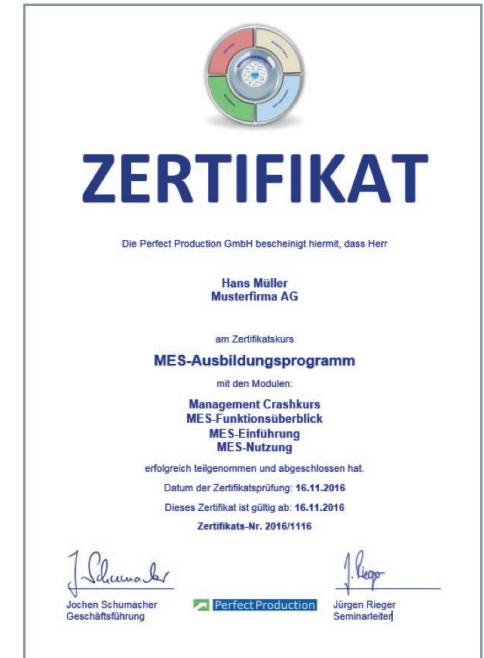 ZERTIFIKAT
Die Perfect Production GmbH bescheinigt hiermit, dass Herr
Hans Müller
Musterfirma AG
am Zertifikatskurs
MES-Ausbildungsprogramm
mit den Modulen:
Management Crashkurs
MES-Funktionsüberblick
MES-Einführung
MES-Nutzung
erfolgreich teilgenommen und abgeschlossen hat.
Datum der Zertifikatsprüfung: 16.11.2016
Dieses Zertifikat ist gültig ab: 16.11.2016
Zertifikats-Nr. 2016/1116
J. Schumacher
J. Rieger
Jochen Schumacher
Geschäftsführung
Perfect Production
Jürgen Rieger
Seminarleiter